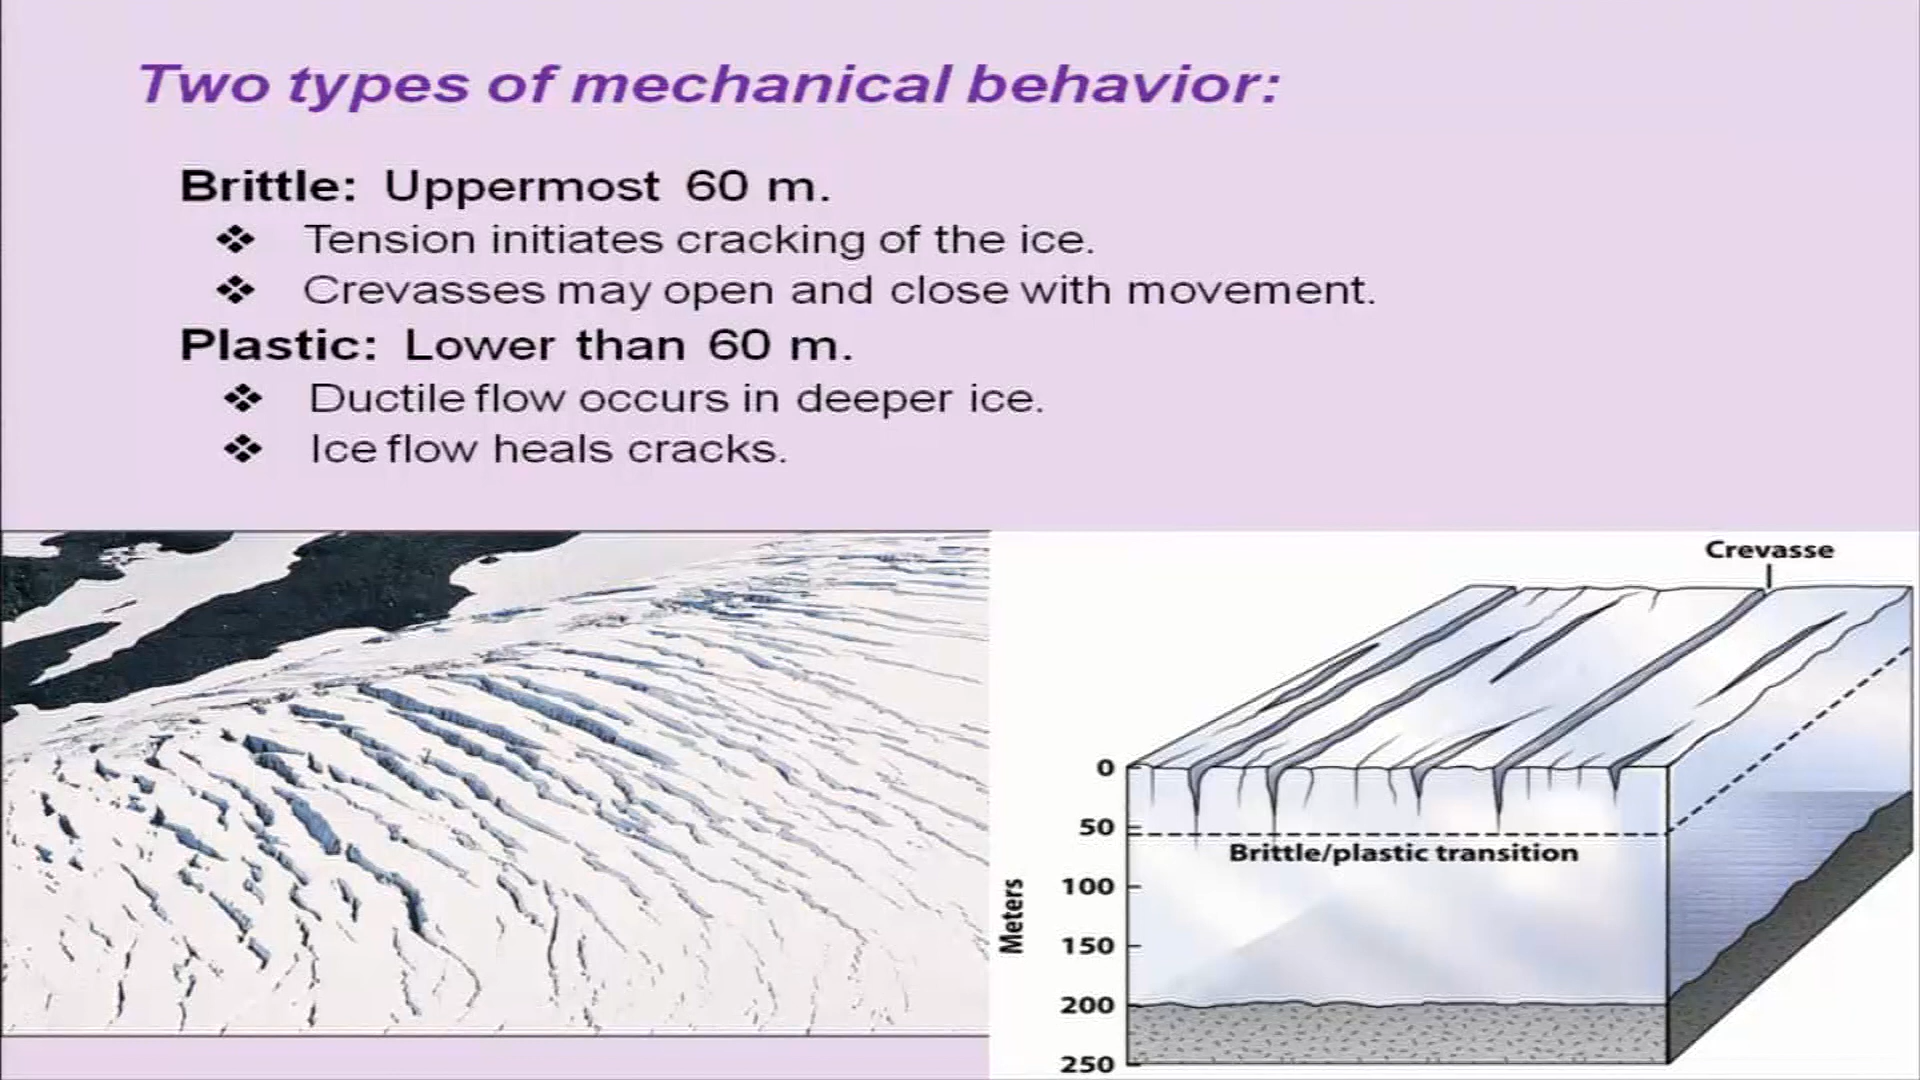 Two types of mechanical behavior:
Brittle: Uppermost 60 m.
❖ Tension initiates cracking of the ice.
❖ Crevasses may open and close with movement.
Plastic: Lower than 60 m.
❖ Ductile flow occurs in deeper ice.
❖ Ice flow heals cracks.
Crevasse
0
50
Brittle/plastic transition
100
150
200
250
Meters